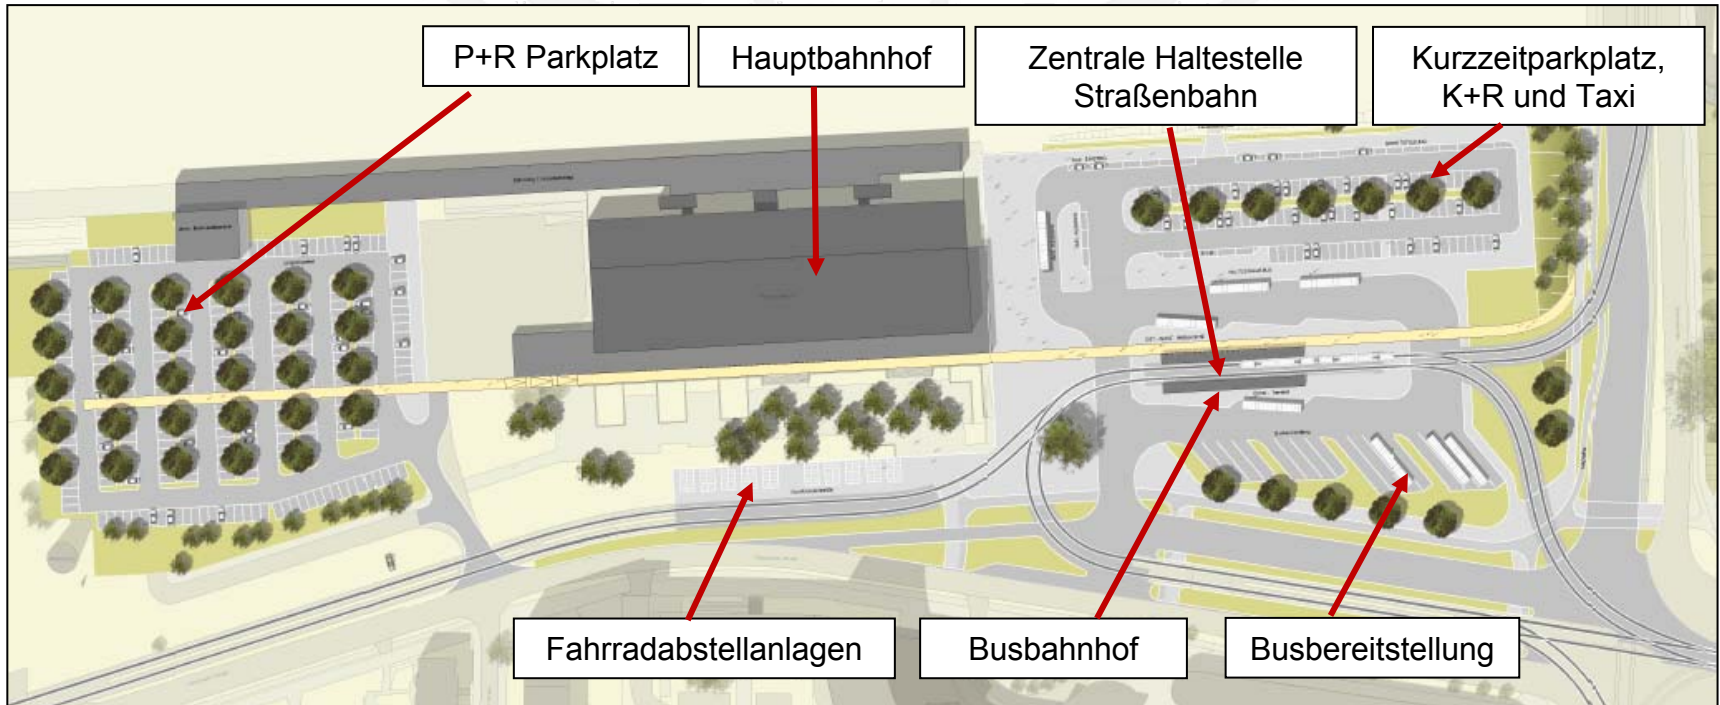 P+R Parkplatz
Hauptbahnhof
Zentrale Haltestelle
Straßenbahn
Kurzzeitparkplatz,
K+R und Taxi
Fahrradabstellanlagen
Busbahnhof
Busbereitstellung